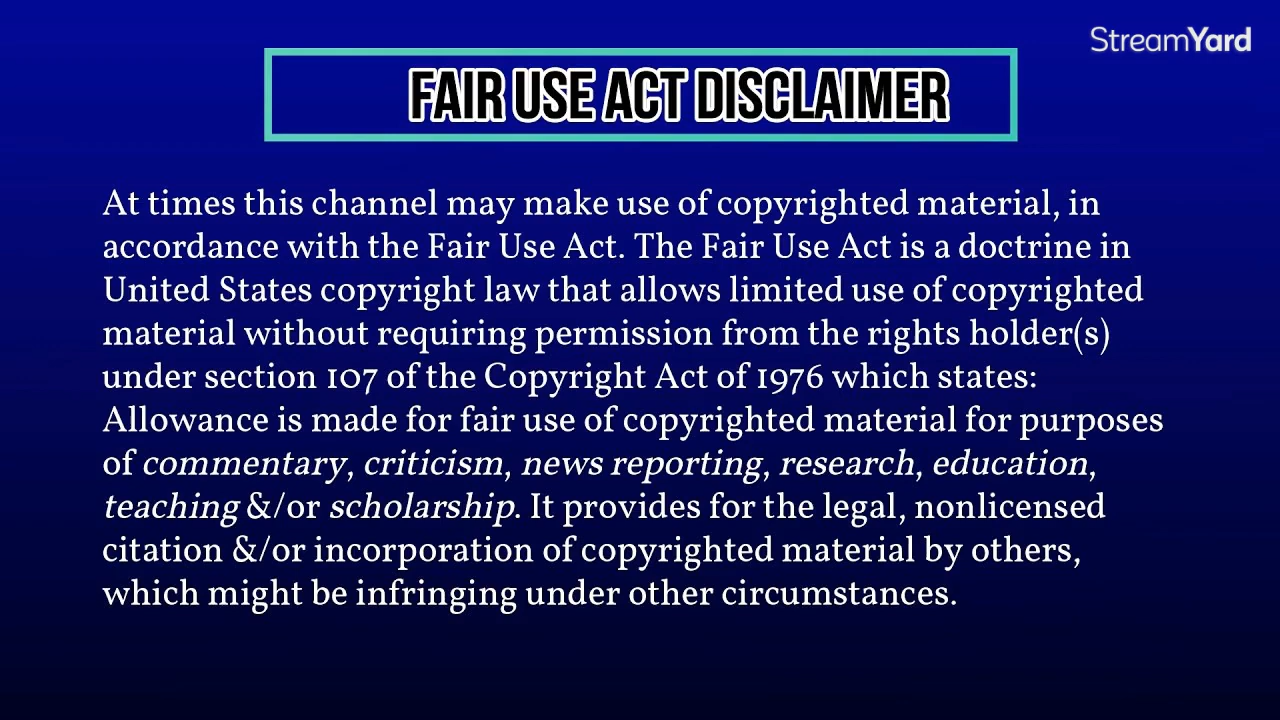 StreamYard
FAIR USE ACT DISCLAIMER
At times this channel may make use of copyrighted material, in
accordance with the Fair Use Act. The Fair Use Act is a doctrine in
United States copyright law that allows limited use of copyrighted
material without requiring permission from the rights holder(s)
under section 107 of the Copyright Act of 1976 which states:
Allowance is made for fair use of copyrighted material for purposes
of commentary, criticism, news reporting, research, education,
teaching &/or scholarship. It provides for the legal, nonlicensed
citation &/or incorporation of copyrighted material by others,
which might be infringing under other circumstances.